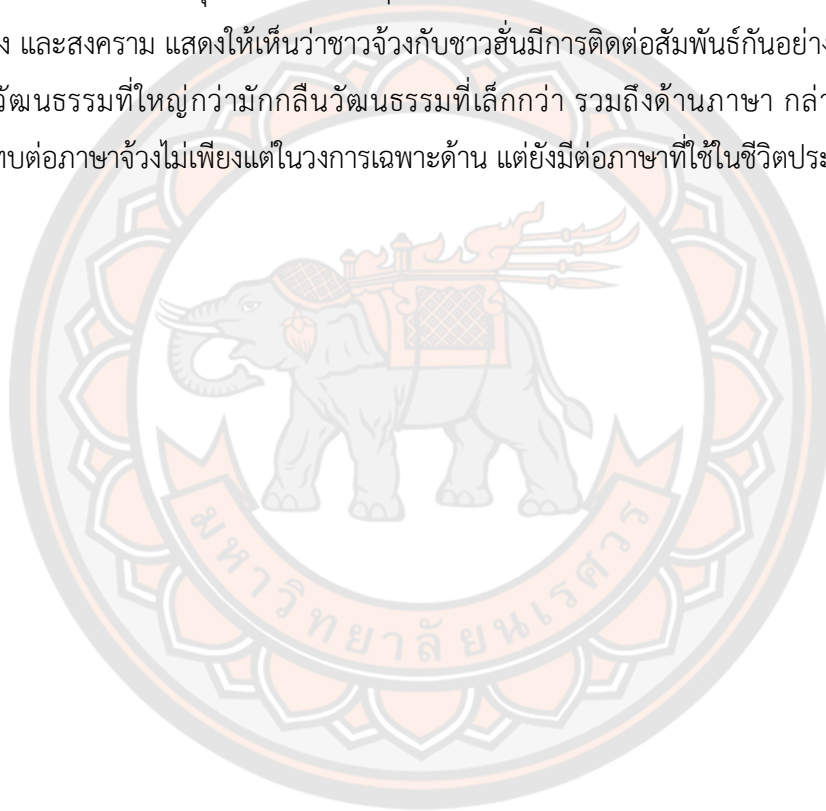 ง และสงคราม แสดงให้เห็นว่าชาวจ้วงกับชาวฮั่นมีการติดต่อสัมพันธ์กันอย่าง
วัฒนธรรมที่ใหญ่กว่ามักกลืนวัฒนธรรมที่เล็กกว่า รวมถึงด้านภาษา กล่า
ทบต่อภาษาจ้วงไม่เพียงแต่ในวงการเฉพาะด้าน แต่ยังมีต่อภาษาที่ใช้ในชีวิตประ
มหาวิทยาลัยนเรศวร